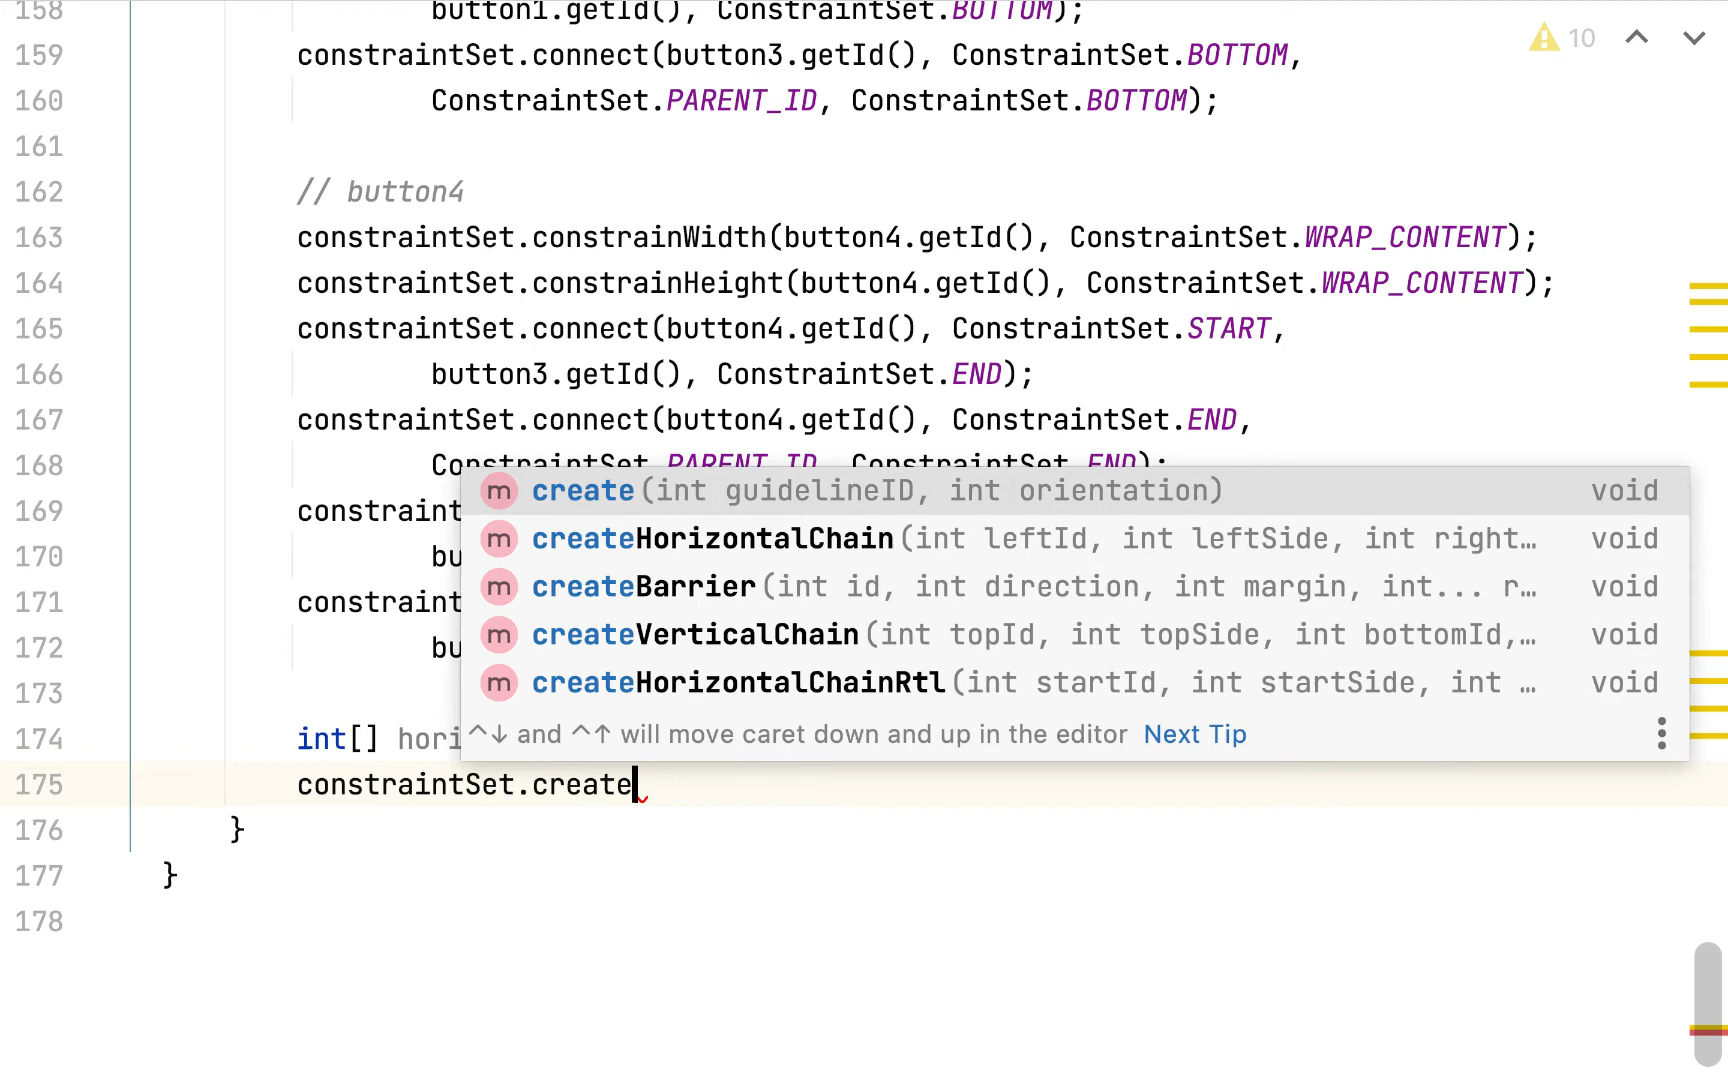 158 button1.getId(), ConstraintSet.BOTTOM);
10
159 constraintSet.connect(button3.getId(), ConstraintSet.BOTTOM,
160 ConstraintSet.PARENT_ID, ConstraintSet.BOTTOM);
161
162 // button4
163 constraintSet.constrainWidth(button4.getId(), ConstraintSet.WRAP_CONTENT);
164 constraintSet.constrainHeight(button4.getId(), ConstraintSet.WRAP_CONTENT);
165 constraintSet.connect(button4.getId(), ConstraintSet.START,
166 button3.getId(), ConstraintSet.END);
167 constraintSet.connect(button4.getId(), ConstraintSet.END,
168 ConstraintSet.PARENT_ID, ConstraintSet.END);
m create(int guidelineID, int orientation) void
169 constraint
m createHorizontalChain(int leftId, int leftSide, int right… void
170 bu
m createBarrier(int id, int direction, int margin, int... r… void
171 constraint
m createVerticalChain(int topId, int topSide, int bottomId,… void
172 bu
m createHorizontalChainRtl(int startId, int startSide, int … void
173
174 int[] hori
^↓ and ^↑ will move caret down and up in the editor Next Tip
175 constraintSet.create
176 }
177 }
178